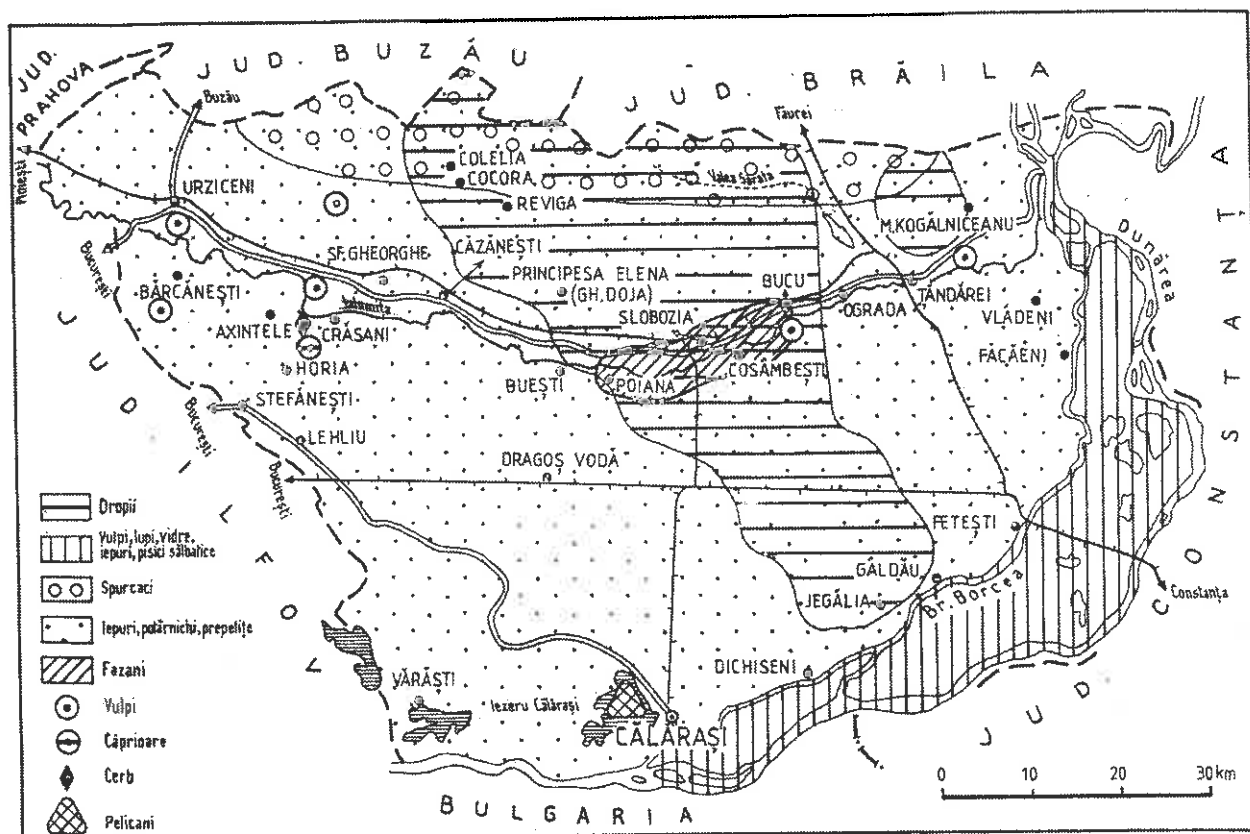 JUD. PRAHOVA
JUD. BUZĂU
JUD. BRĂILA
Buzău
Făurei
Ploiești
COLELIA
COCORA
Valea Sărată
URZICENI
REVIGA
M.KOGĂLNICEANU
SF.GHEORGHE
CĂZĂNEȘTI
Dunărea
București
PRINCIPESA ELENA
(GH. DOJA)
BUCU
BĂRCĂNEȘTI
Ialomița
SLOBOZIA
OGRADA
ȚĂNDĂREI
VLĂDENI
AXINTELE
CRĂSANI
FĂCĂENI
HORIA
BUEȘTI
POIANA
COSÂMBEȘTI
STEFĂNEȘTI
București
LEHLIU
DRAGOȘ VODĂ
București
FETEȘTI
GÂLDĂU
JEGĂLIA
Br. Borcea
Constanța
DICHISENI
VĂRĂȘTI
Iezeru Călărași
CĂLĂRAȘI
JUD. ILFOV
JUD. CONSTANȚA
BULGARIA
Dropii
Vulpi, lupi, vidre,
iepuri, pisici sălbatice
Spurcaci
Iepuri, potârnichi, prepelițe
Fazani
Vulpi
Căprioare
Cerb
Pelicani
0 10 20 30 km